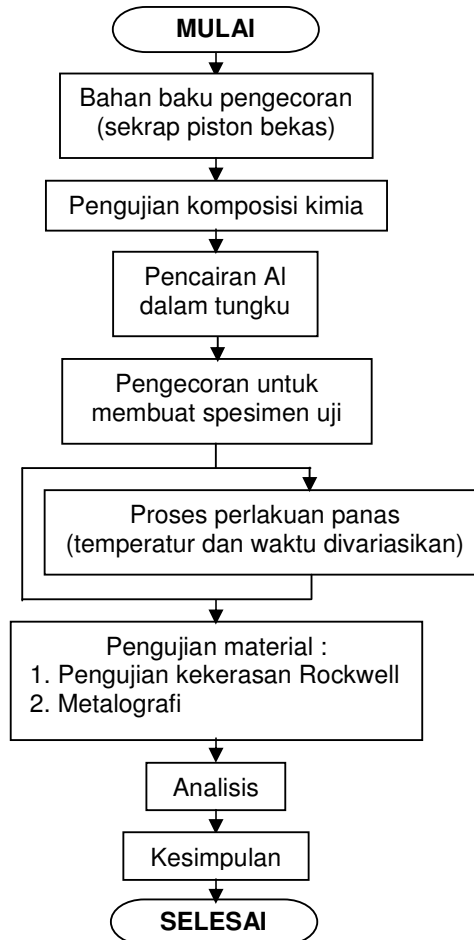 MULAI
Bahan baku pengecoran
(sekrap piston bekas)
Pengujian komposisi kimia
Pencairan Al
dalam tungku
Pengecoran untuk
membuat spesimen uji
Proses perlakuan panas
(temperatur dan waktu divariasikan)
Pengujian material :
1. Pengujian kekerasan Rockwell
2. Metalografi
Analisis
Kesimpulan
SELESAI